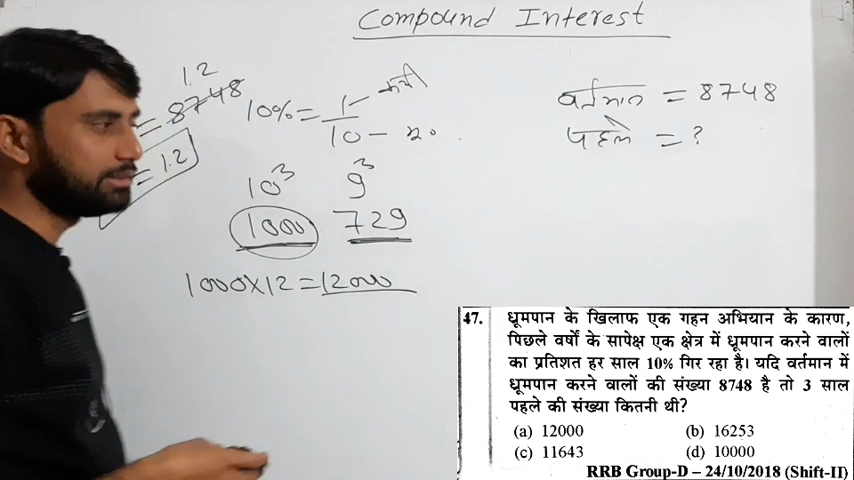 Compound Interest
1.2
= 8748
= 1.2
10% = 1 - कमी
10 - मू०
10³ 9³
1000 729
1000×12 = 12000
वर्तमान = 8748
पहले = ?
47. धूमपान के खिलाफ एक गहन अभियान के कारण,
पिछले वर्षों के सापेक्ष एक क्षेत्र में धूमपान करने वालों
का प्रतिशत हर साल 10% गिर रहा है। यदि वर्तमान में
धूमपान करने वालों की संख्या 8748 है तो 3 साल
पहले की संख्या कितनी थी?
(a) 12000 (b) 16253
(c) 11643 (d) 10000
RRB Group-D – 24/10/2018 (Shift-II)